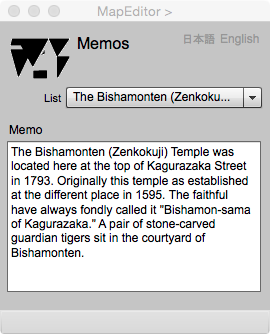 MapEditor >
Memos
日本語 English
List
The Bishamonten (Zenkoku...
Memo
The Bishamonten (Zenkokuji) Temple was
located here at the top of Kagurazaka Street
in 1793. Originally this temple as established
at the different place in 1595. The faithful
have always fondly called it "Bishamon-sama
of Kagurazaka." A pair of stone-carved
guardian tigers sit in the courtyard of
Bishamonten.